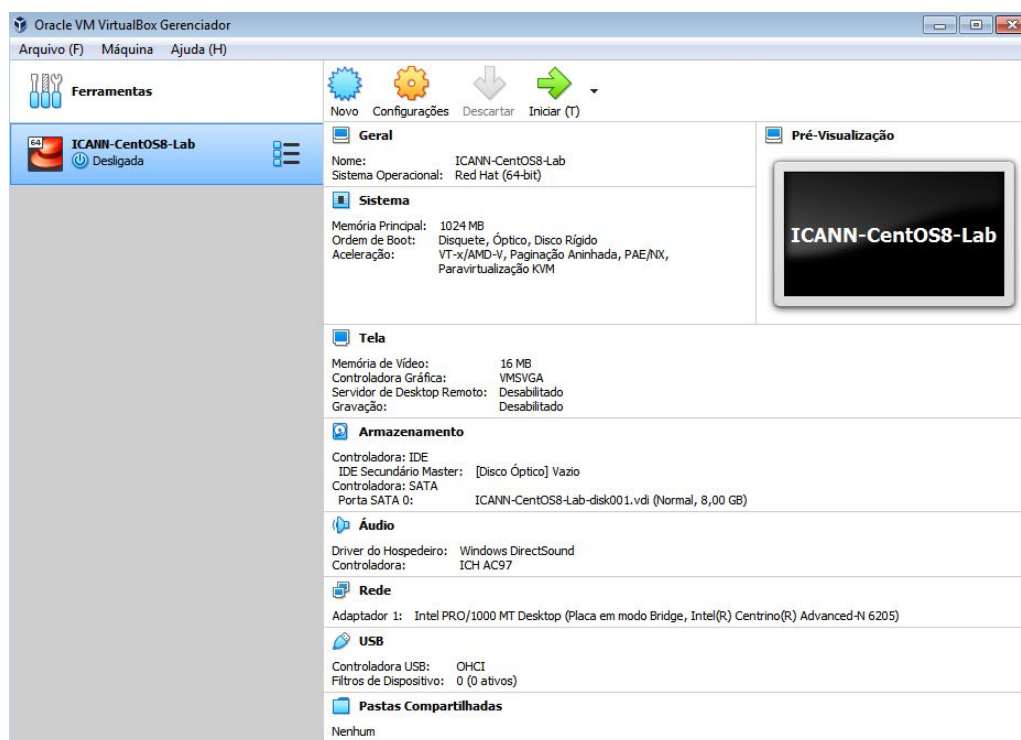 Oracle VM VirtualBox Gerenciador
Arquivo (F) Máquina Ajuda (H)
Ferramentas
64
ICANN-CentOS8-Lab
Desligada
Novo Configurações Descartar Iniciar (T)
Geral
Nome: ICANN-CentOS8-Lab
Sistema Operacional: Red Hat (64-bit)
Pré-Visualização
ICANN-CentOS8-Lab
Sistema
Memória Principal: 1024 MB
Ordem de Boot: Disquete, Óptico, Disco Rígido
Aceleração: VT-x/AMD-V, Paginação Aninhada, PAE/NX,
Paravirtualização KVM
Tela
Memória de Vídeo: 16 MB
Controladora Gráfica: VMSVGA
Servidor de Desktop Remoto: Desabilitado
Gravação: Desabilitado
Armazenamento
Controladora: IDE
IDE Secundário Master: [Disco Óptico] Vazio
Controladora: SATA
Porta SATA 0: ICANN-CentOS8-Lab-disk001.vdi (Normal, 8,00 GB)
Áudio
Driver do Hospedeiro: Windows DirectSound
Controladora: ICH AC97
Rede
Adaptador 1: Intel PRO/1000 MT Desktop (Placa em modo Bridge, Intel(R) Centrino(R) Advanced-N 6205)
USB
Controladora USB: OHCI
Filtros de Dispositivo: 0 (0 ativos)
Pastas Compartilhadas
Nenhum